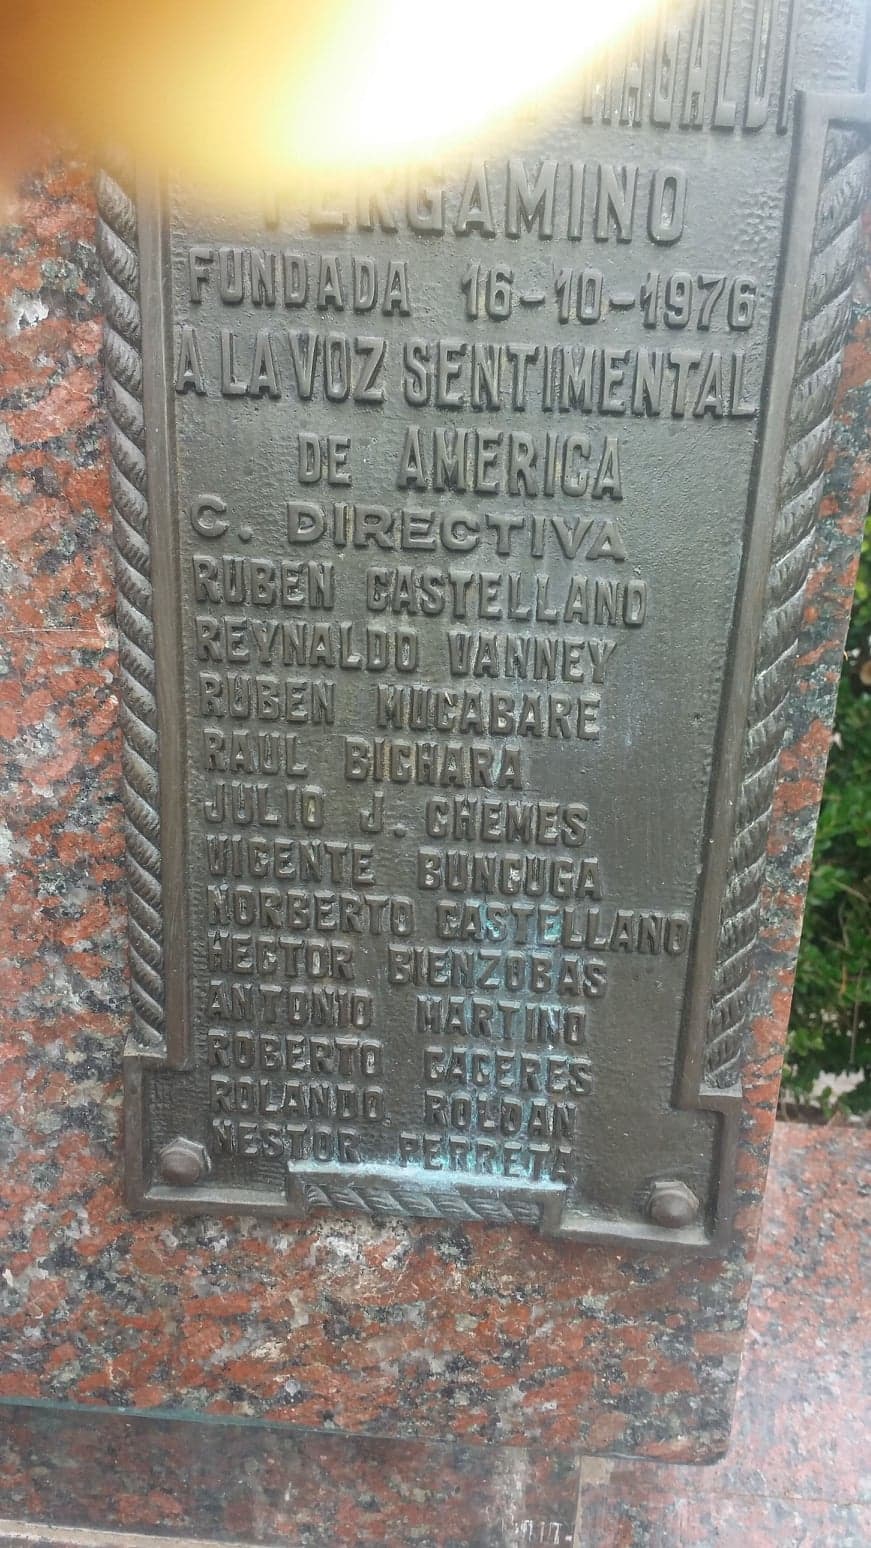 MAGALDI
PERGAMINO
FUNDADA 16-10-1976
A LA VOZ SENTIMENTAL
DE AMERICA
C. DIRECTIVA
RUBEN CASTELLANO
REYNALDO VANNEY
RUBEN MUCABARE
RAUL BICHARA
JULIO J. CHEMES
VICENTE BUNCUGA
NORBERTO CASTELLANO
HECTOR BIENZOBAS
ANTONIO MARTINO
ROBERTO CACERES
ROLANDO ROLDAN
NESTOR PERRETA